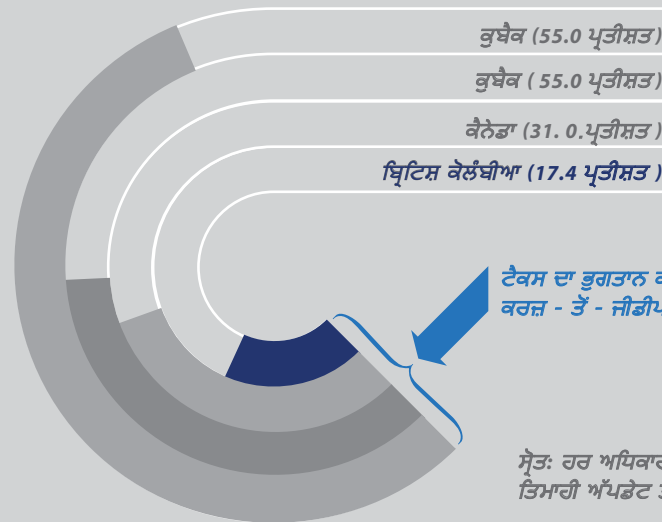 ਕੁਬੈਕ (55.0 ਪ੍ਰਤੀਸ਼ਤ)
ਕੁਬੈਕ ( 55.0 ਪ੍ਰਤੀਸ਼ਤ)
ਕੈਨੇਡਾ (31. 0.ਪ੍ਰਤੀਸ਼ਤ )
ਬ੍ਰਿਟਿਸ਼ ਕੋਲੰਬੀਆ (17.4 ਪ੍ਰਤੀਸ਼ਤ )
ਟੈਕਸ ਦਾ ਭੁਗਤਾਨ
ਕਰਜ਼ - ਤੋਂ - ਜੀਡੀਪ
ਸ੍ਰੋਤ: ਹਰ ਅਧਿਕਾਰ
ਤਿਮਾਹੀ ਅੱਪਡੇਟ